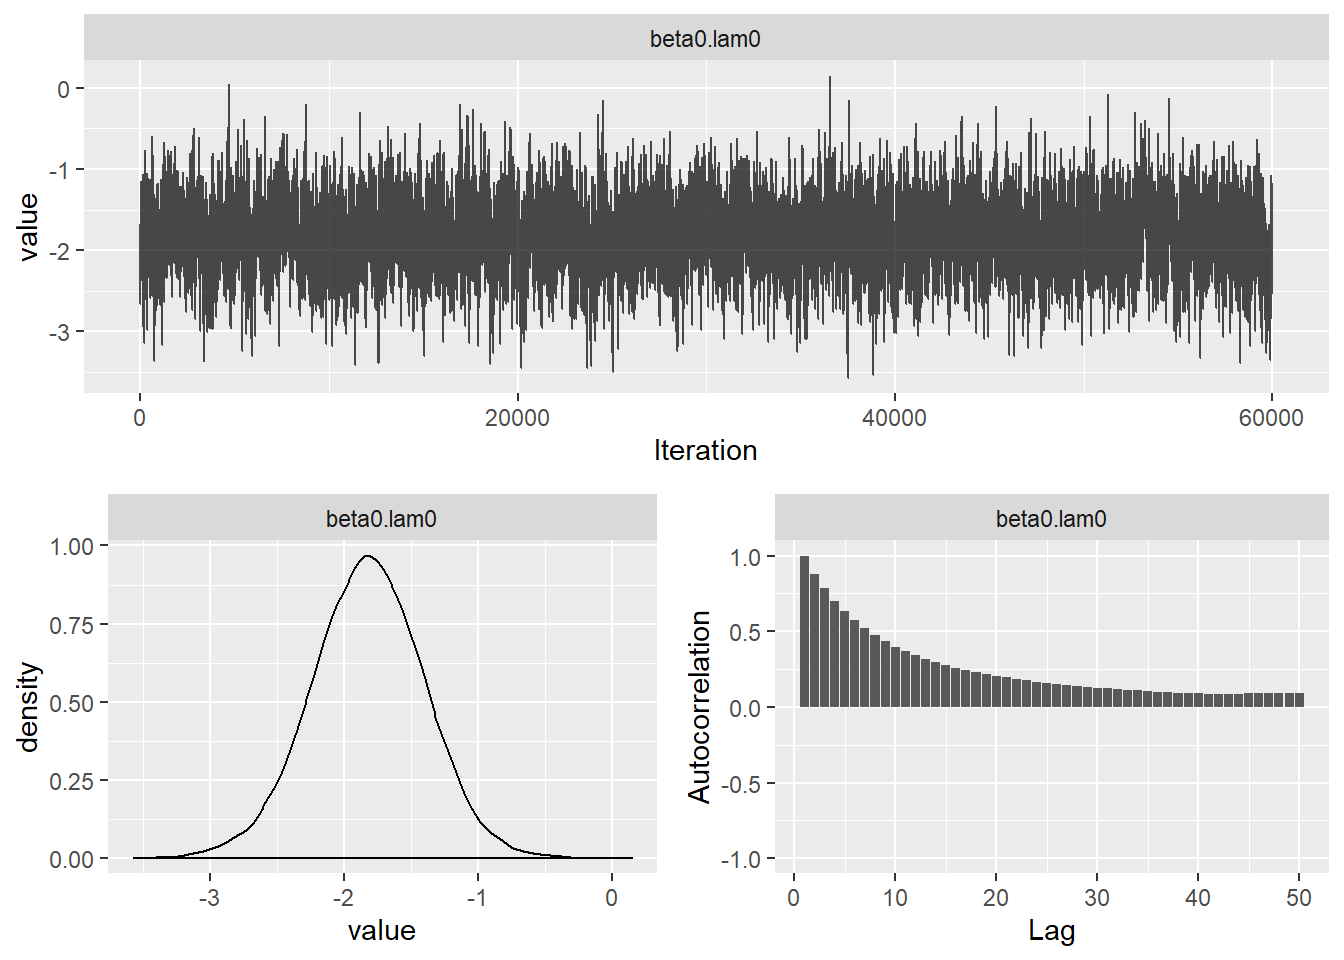 beta0.lam0
0
-1
-2
-3
value
0 20000 40000 60000
Iteration
beta0.lam0
1.00
0.75
0.50
0.25
0.00
density
-3 -2 -1 0
value
beta0.lam0
1.0
0.5
0.0
-0.5
-1.0
Autocorrelation
0 10 20 30 40 50
Lag